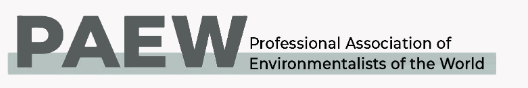 PAEW
Professional Association of
Environmentalists of the World